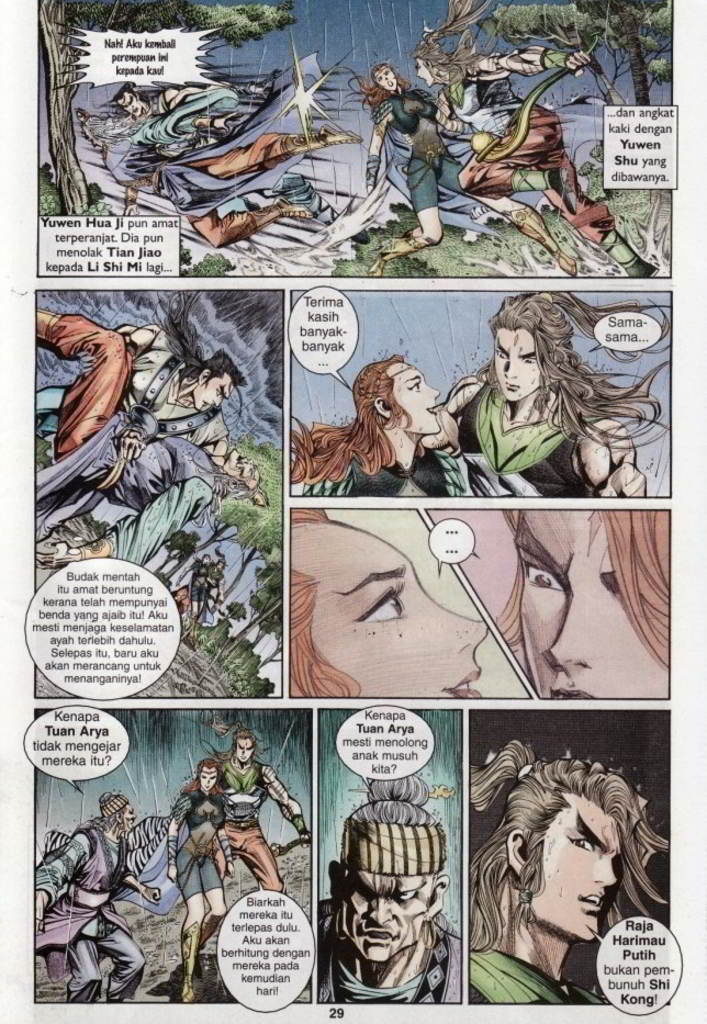 Nah! Aku kembali
perempuan ini
kepada kau!
...dan angkat
kaki dengan
Yuwen
Shu yang
dibawanya.
Yuwen Hua Ji pun amat
terperanjat. Dia pun
menolak Tian Jiao
kepada Li Shi Mi lagi...
Terima
kasih
banyak-
banyak
...
Sama-
sama...
Budak mentah
itu amat beruntung
kerana telah mempunyai
benda yang ajaib itu! Aku
mesti menjaga keselamatan
ayah terlebih dahulu.
Selepas itu, baru aku
akan merancang untuk
menanganinya!
...
...
Kenapa
Tuan Arya
tidak mengejar
mereka itu?
Biarkah
mereka itu
terlepas dulu.
Aku akan
berhitung dengan
mereka pada
kemudian
hari!
Kenapa
Tuan Arya
mesti menolong
anak musuh
kita?
Raja
Harimau
Putih
bukan pem-
bunuh Shi
Kong!
29